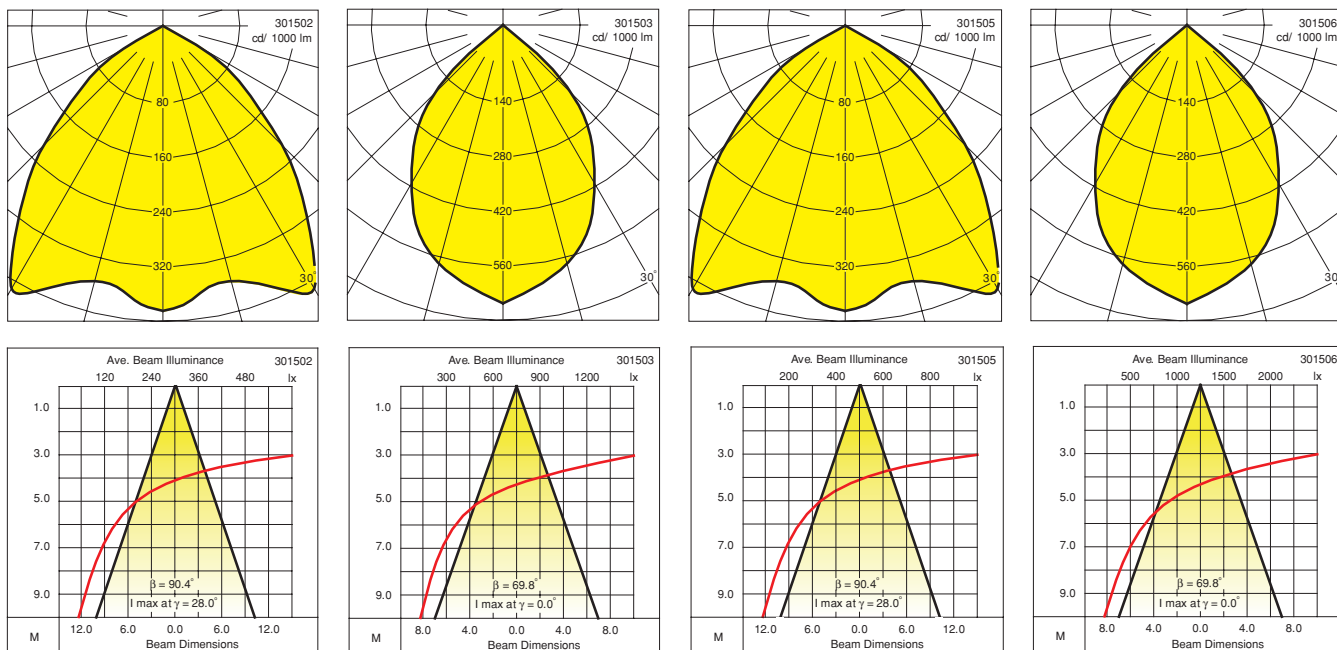 301502
cd/ 1000 lm
80
160
240
320
30°
301503
cd/ 1000 lm
140
280
420
560
30°
301505
cd/ 1000 lm
80
160
240
320
30°
301506
cd/ 1000 lm
140
280
420
560
30°
Ave. Beam Illuminance 301502
120 240 360 480 lx
1.0
3.0
5.0
7.0
9.0
β = 90.4°
I max at γ = 28.0°
12.0 6.0 0.0 6.0 12.0
M Beam Dimensions
Ave. Beam Illuminance 301503
300 600 900 1200 lx
1.0
3.0
5.0
7.0
9.0
β = 69.8°
I max at γ = 0.0°
8.0 4.0 0.0 4.0 8.0
M Beam Dimensions
Ave. Beam Illuminance 301505
200 400 600 800 lx
1.0
3.0
5.0
7.0
9.0
β = 90.4°
I max at γ = 28.0°
12.0 6.0 0.0 6.0 12.0
M Beam Dimensions
Ave. Beam Illuminance 301506
500 1000 1500 2000 lx
1.0
3.0
5.0
7.0
9.0
β = 69.8°
I max at γ = 0.0°
8.0 4.0 0.0 4.0 8.0
M Beam Dimensions